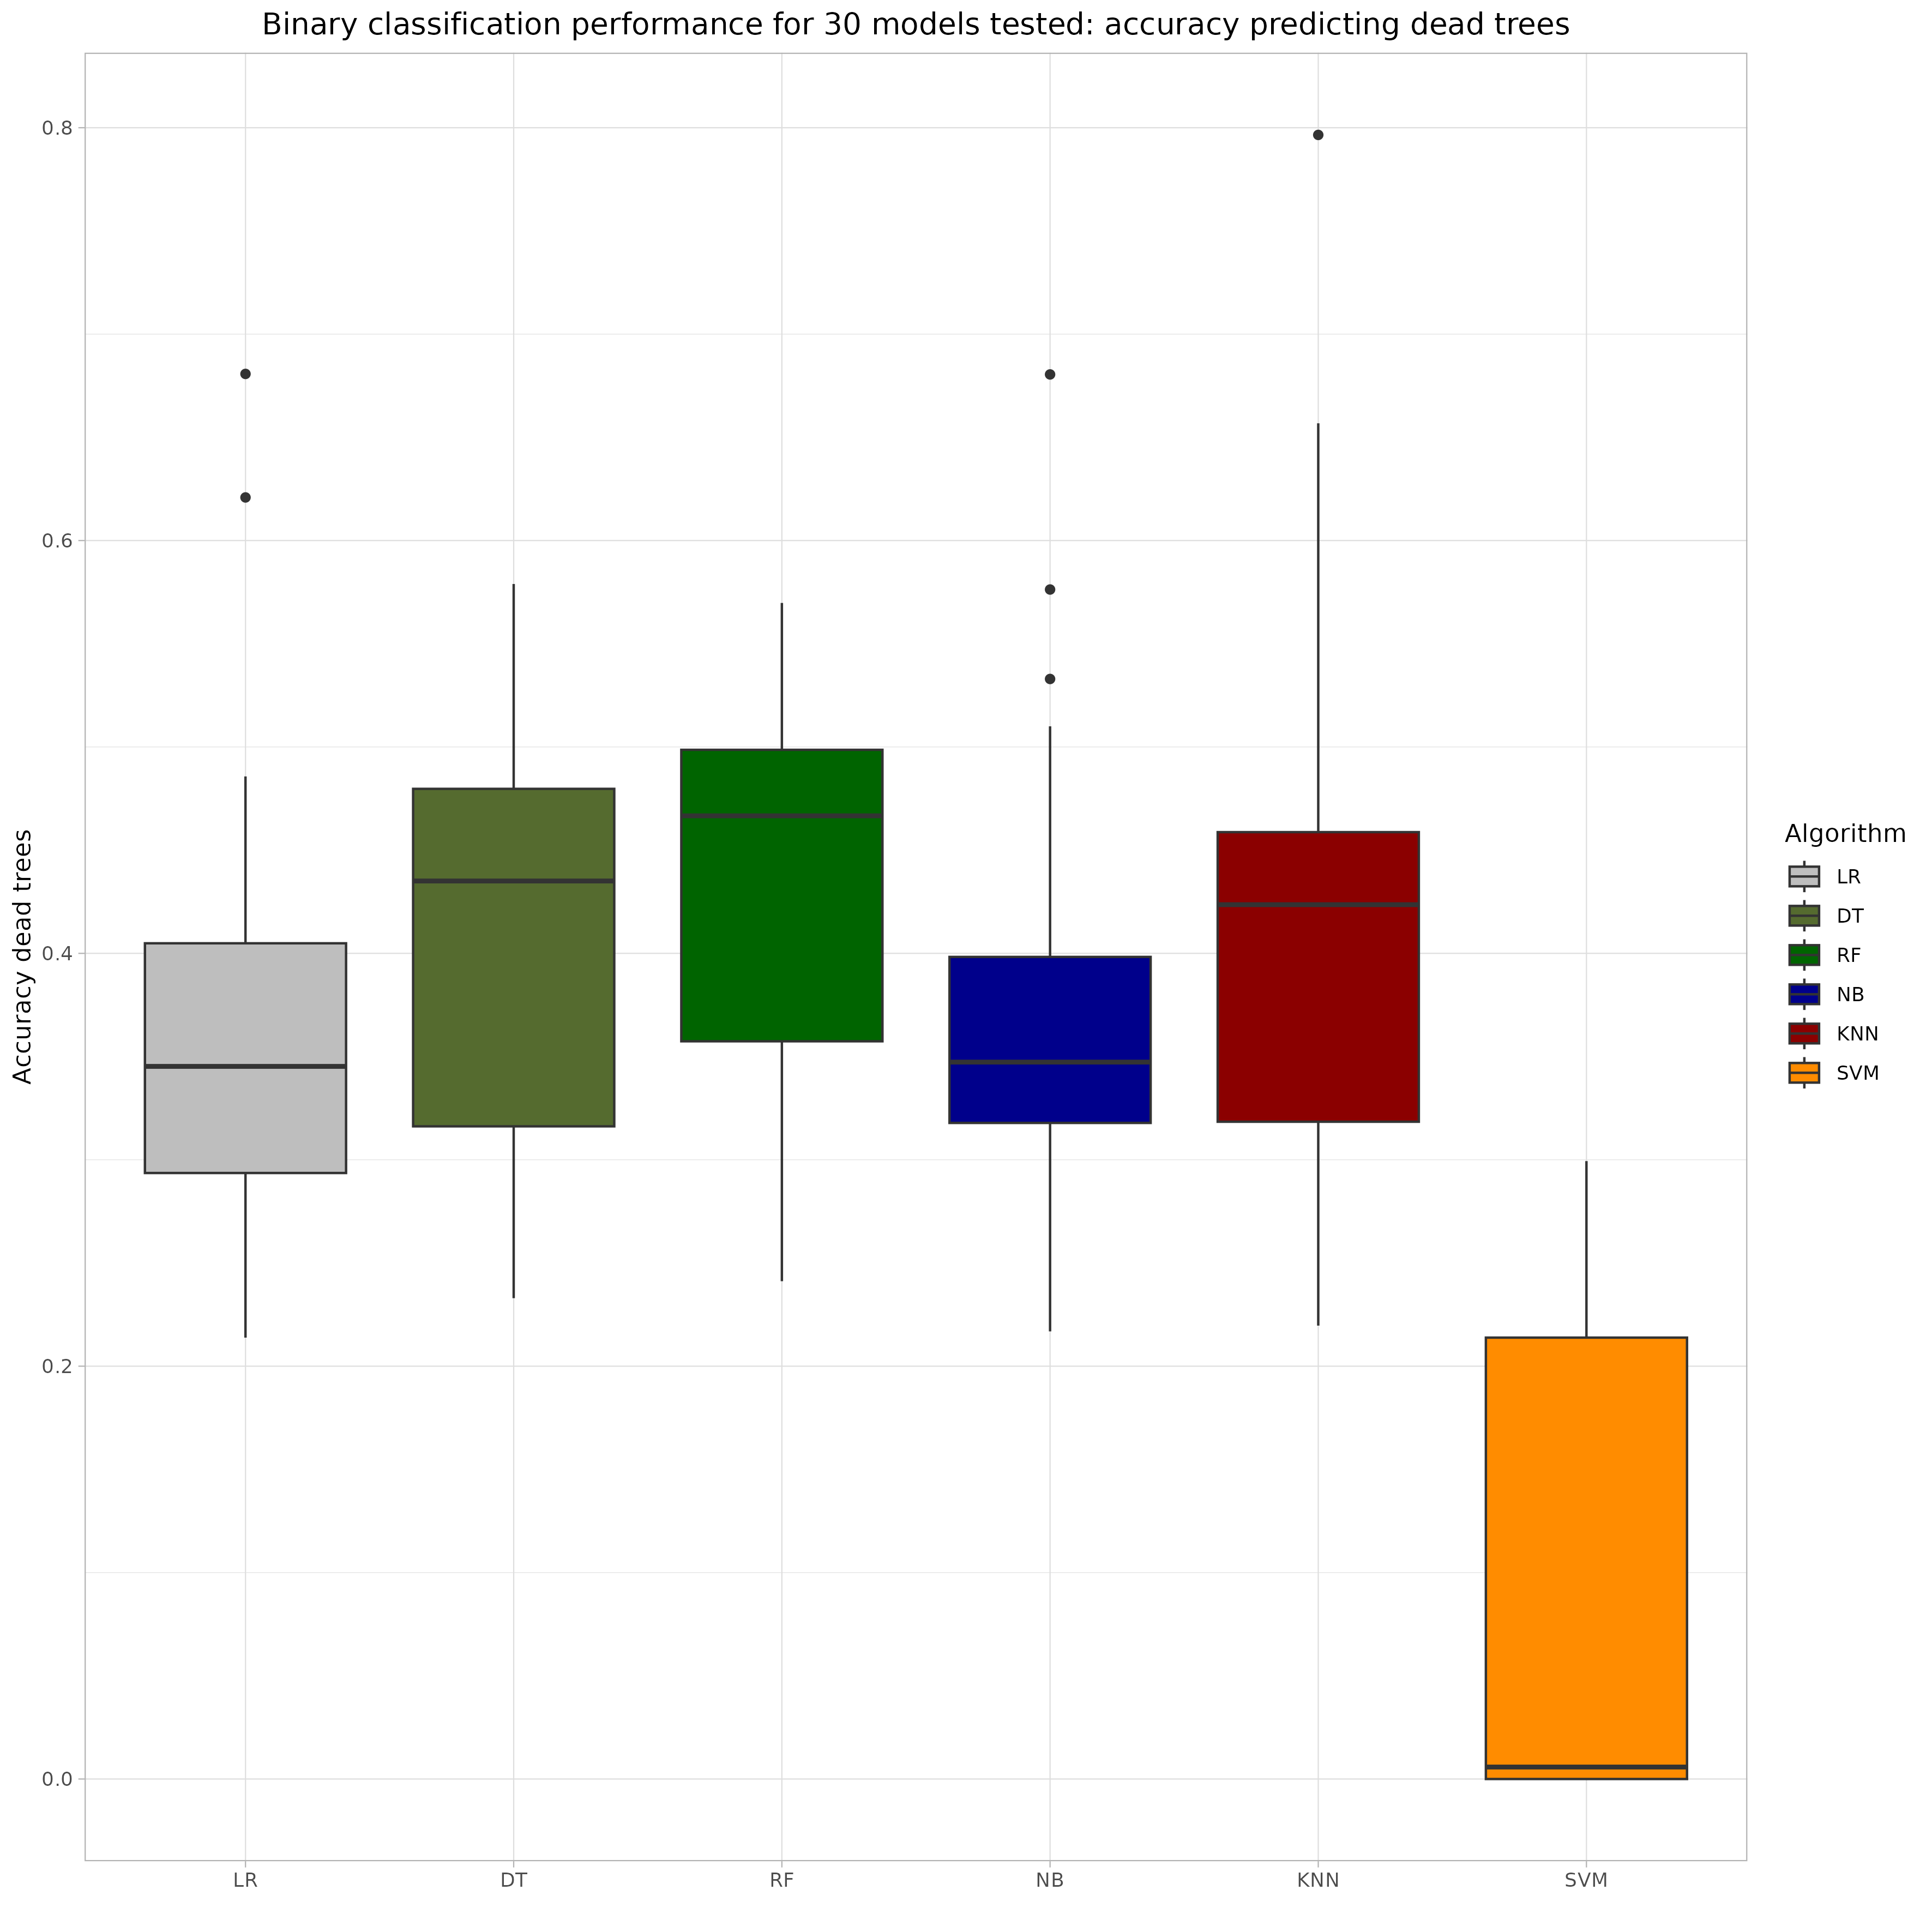 Binary classification performance for 30 models tested: accuracy predicting dead trees
Accuracy dead trees
0.8
0.6
0.4
0.2
0.0
LR
DT
RF
NB
KNN
SVM
Algorithm
LR
DT
RF
NB
KNN
SVM